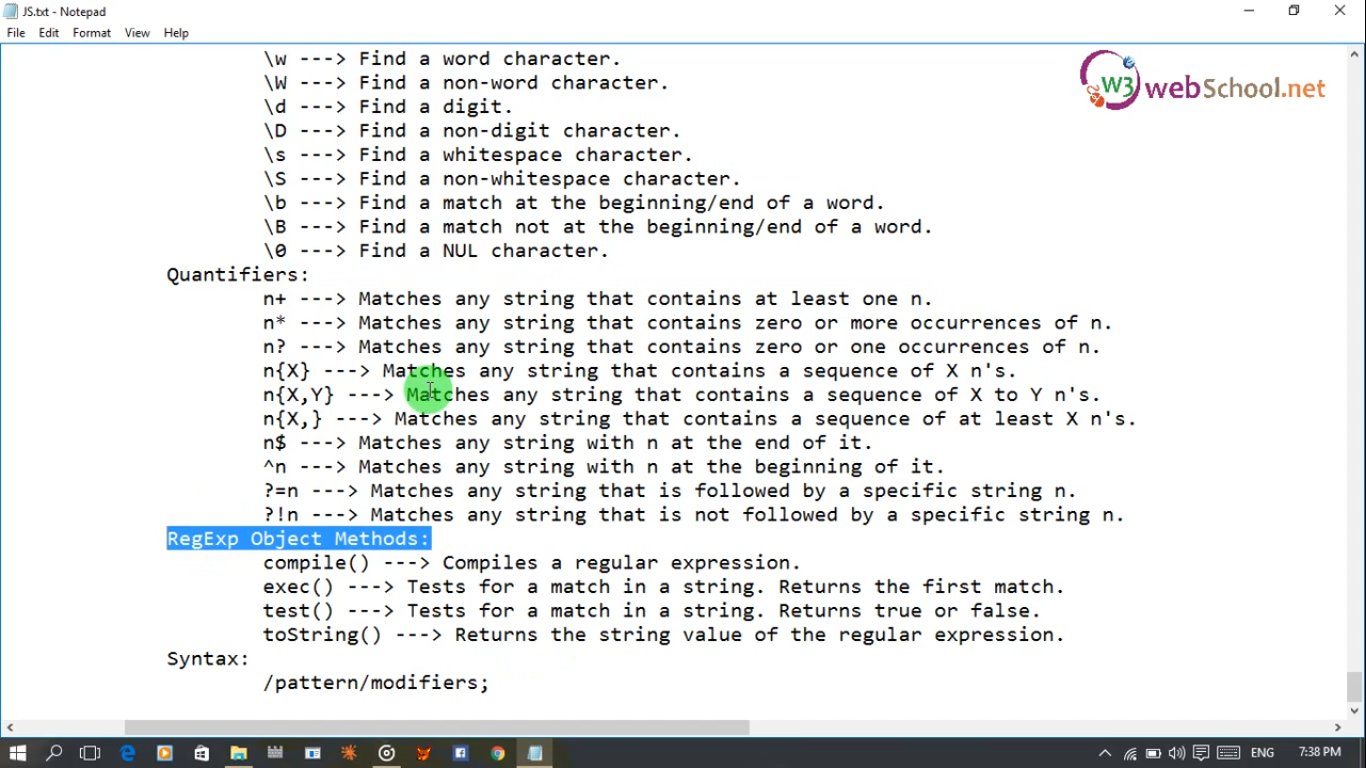 JS.txt - Notepad
File Edit Format View Help
\w ---> Find a word character.
\W ---> Find a non-word character.
\d ---> Find a digit.
\D ---> Find a non-digit character.
\s ---> Find a whitespace character.
\S ---> Find a non-whitespace character.
\b ---> Find a match at the beginning/end of a word.
\B ---> Find a match not at the beginning/end of a word.
\0 ---> Find a NUL character.
Quantifiers:
n+ ---> Matches any string that contains at least one n.
n* ---> Matches any string that contains zero or more occurrences of n.
n? ---> Matches any string that contains zero or one occurrences of n.
n{X} ---> Matches any string that contains a sequence of X n's.
n{X,Y} ---> Matches any string that contains a sequence of X to Y n's.
n{X,} ---> Matches any string that contains a sequence of at least X n's.
n$ ---> Matches any string with n at the end of it.
^n ---> Matches any string with n at the beginning of it.
?=n ---> Matches any string that is followed by a specific string n.
?!n ---> Matches any string that is not followed by a specific string n.
RegExp Object Methods:
compile() ---> Compiles a regular expression.
exec() ---> Tests for a match in a string. Returns the first match.
test() ---> Tests for a match in a string. Returns true or false.
toString() ---> Returns the string value of the regular expression.
Syntax:
/pattern/modifiers;
W3 webSchool.net
ENG 7:38 PM